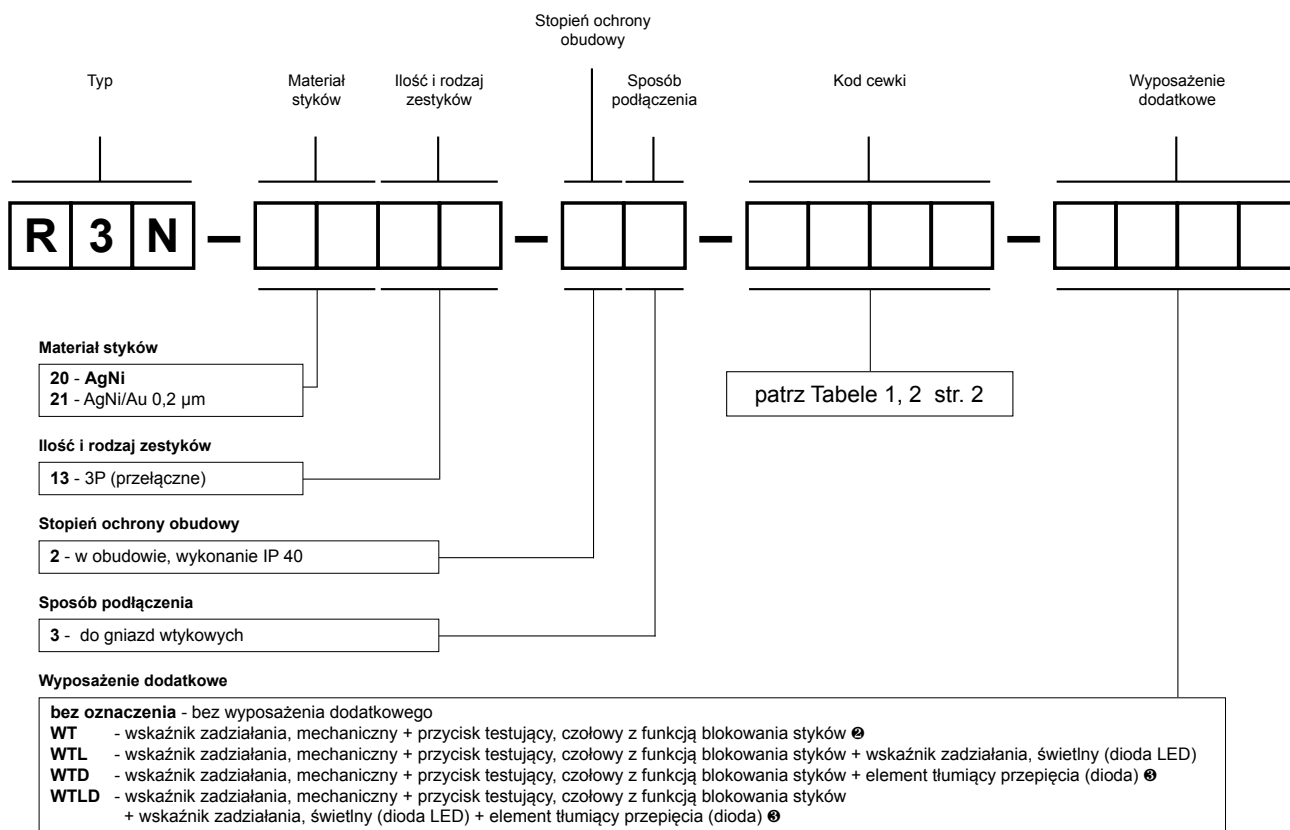 Stopień ochrony
obudowy
Typ
Materiał
styków
Ilość i rodzaj
zestyków
Sposób
podłączenia
Kod cewki
Wyposażenie
dodatkowe
R 3 N – – – –
Materiał styków
20 - AgNi
21 - AgNi/Au 0,2 µm
patrz Tabele 1, 2 str. 2
Ilość i rodzaj zestyków
13 - 3P (przełączne)
Stopień ochrony obudowy
2 - w obudowie, wykonanie IP 40
Sposób podłączenia
3 - do gniazd wtykowych
Wyposażenie dodatkowe
bez oznaczenia - bez wyposażenia dodatkowego
WT - wskaźnik zadziałania, mechaniczny + przycisk testujący, czołowy z funkcją blokowania styków ❷
WTL - wskaźnik zadziałania, mechaniczny + przycisk testujący, czołowy z funkcją blokowania styków + wskaźnik zadziałania, świetlny (dioda LED)
WTD - wskaźnik zadziałania, mechaniczny + przycisk testujący, czołowy z funkcją blokowania styków + element tłumiący przepięcia (dioda) ❸
WTLD - wskaźnik zadziałania, mechaniczny + przycisk testujący, czołowy z funkcją blokowania styków
+ wskaźnik zadziałania, świetlny (dioda LED) + element tłumiący przepięcia (dioda) ❸